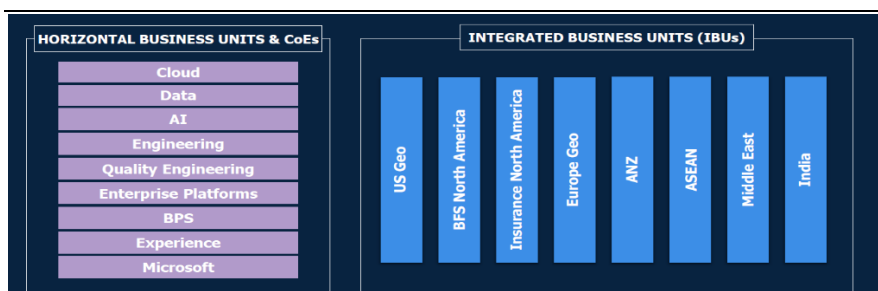 HORIZONTAL BUSINESS UNITS & CoEs
Cloud
Data
AI
Engineering
Quality Engineering
Enterprise Platforms
BPS
Experience
Microsoft
INTEGRATED BUSINESS UNITS (IBUs)
US Geo
BFS North America
Insurance North America
Europe Geo
ANZ
ASEAN
Middle East
India